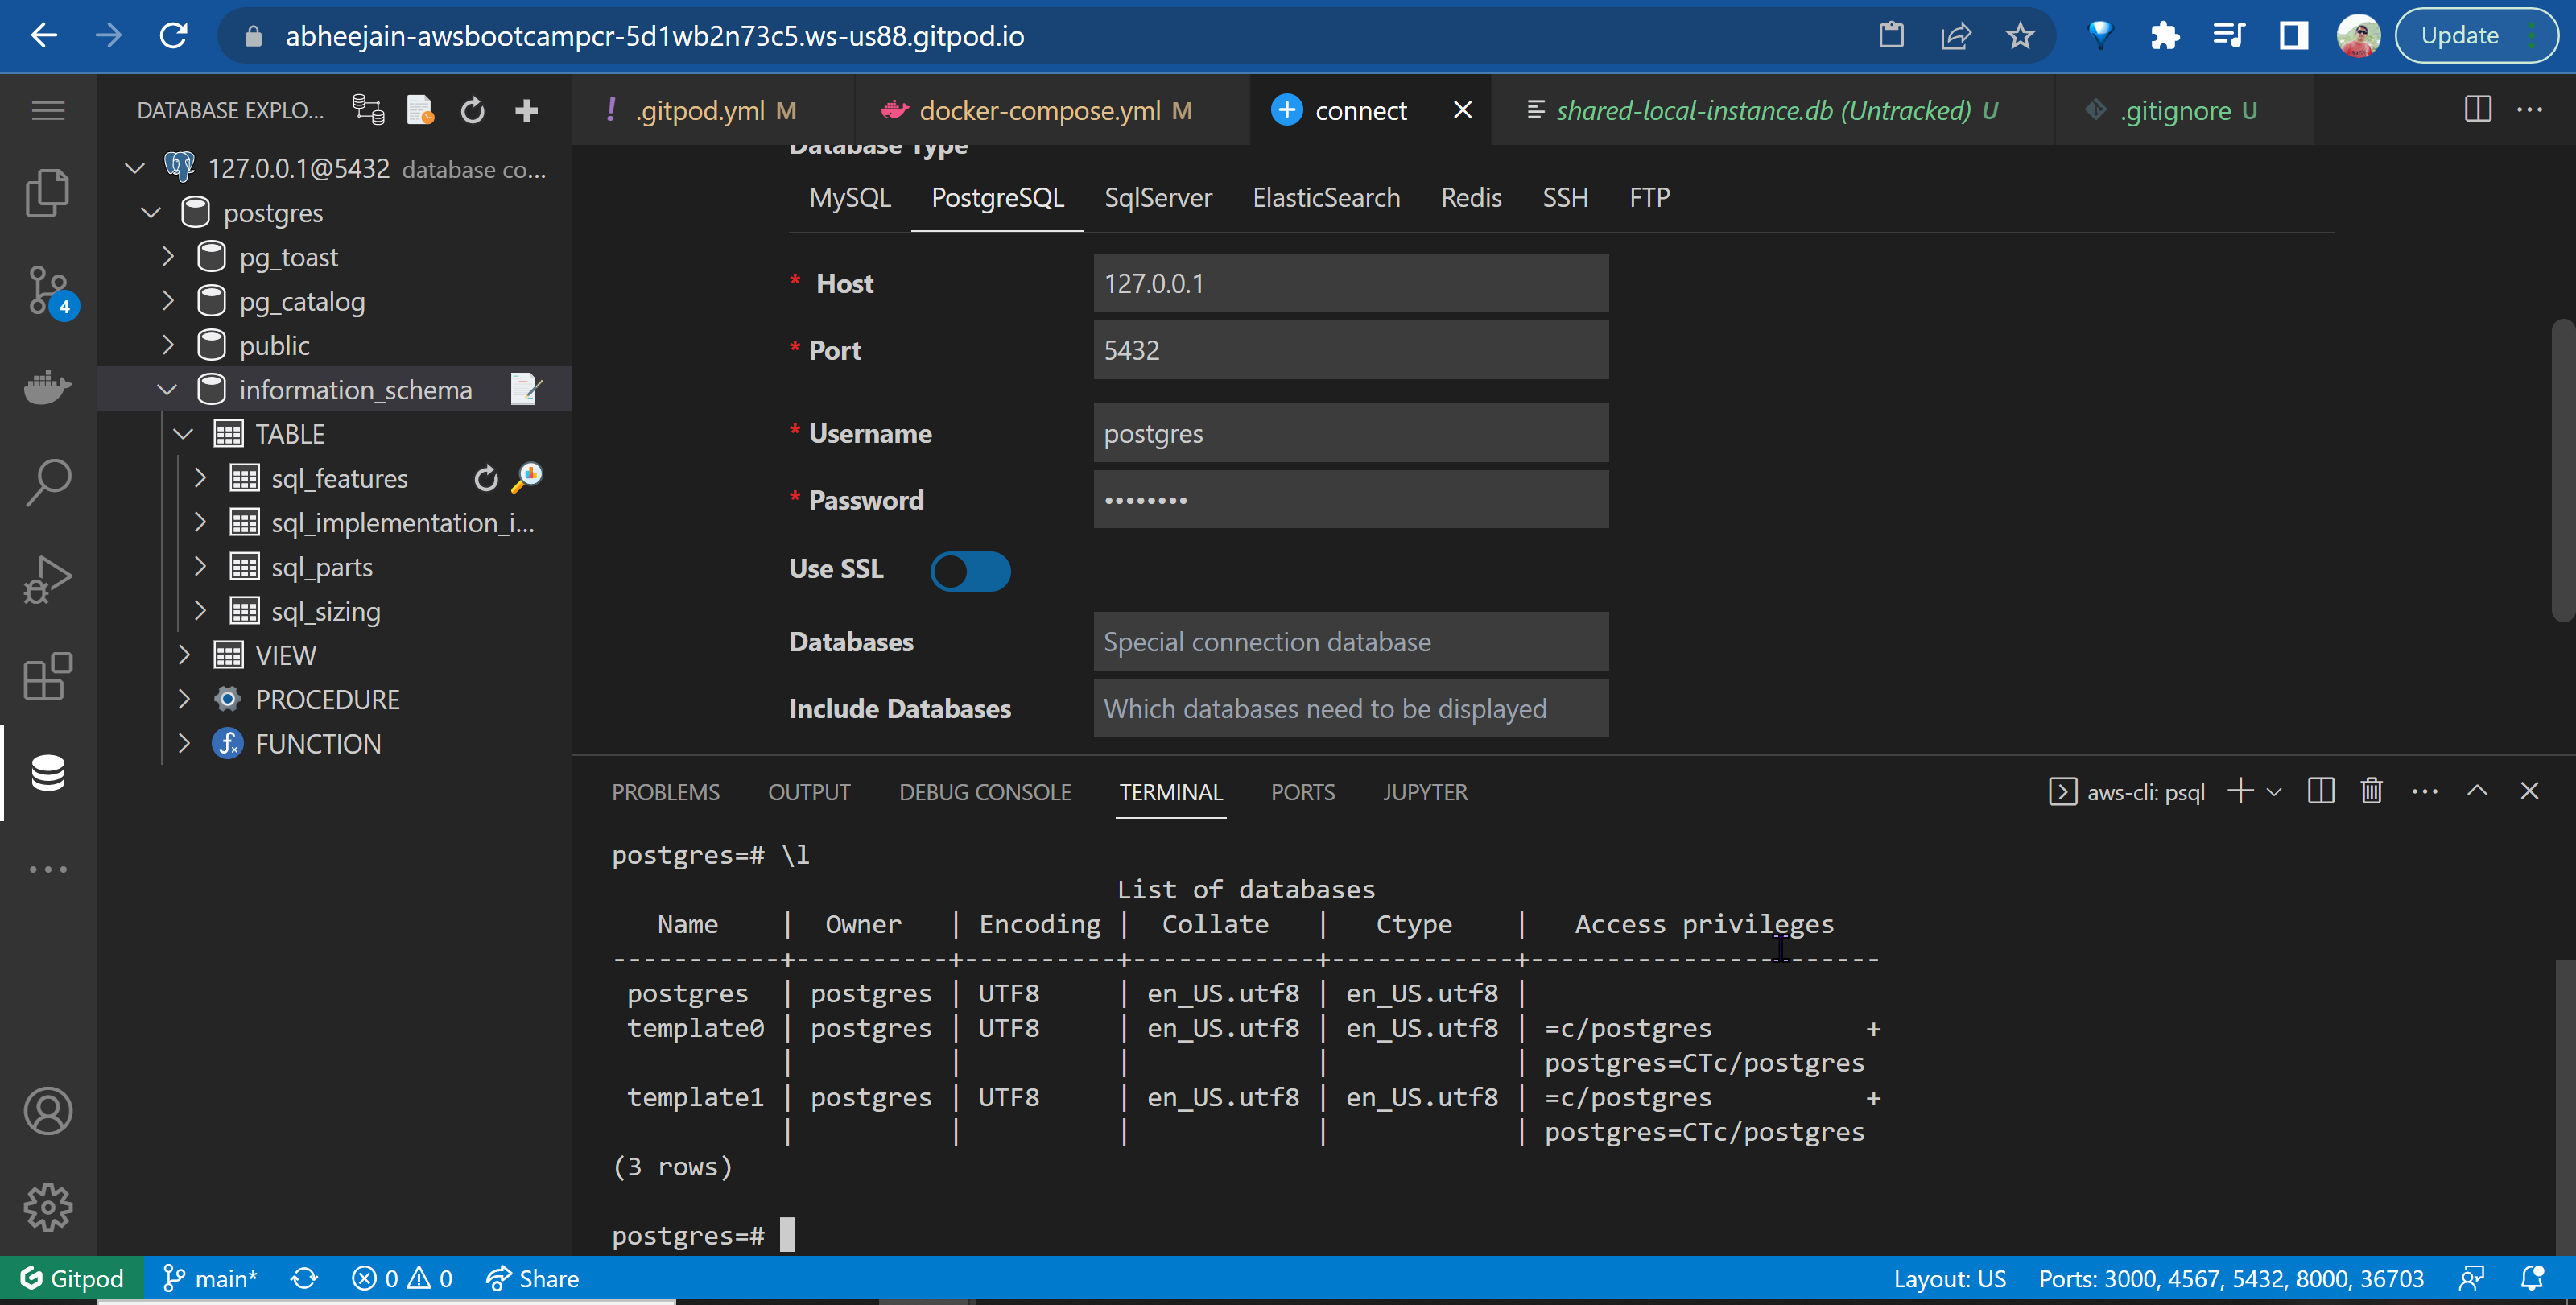 abheejain-awsbootcampcr-5d1wb2n73c5.ws-us88.gitpod.io
Update
DATABASE EXPLO...
! .gitpod.yml M
docker-compose.yml M
connect
shared-local-instance.db (Untracked) U
.gitignore U
127.0.0.1@5432 database co...
postgres
pg_toast
pg_catalog
public
information_schema
TABLE
sql_features
sql_implementation_i...
sql_parts
sql_sizing
VIEW
PROCEDURE
FUNCTION
4
Database Type
MySQL PostgreSQL SqlServer ElasticSearch Redis SSH FTP
* Host 127.0.0.1
* Port 5432
* Username postgres
* Password ••••••••
Use SSL
Databases Special connection database
Include Databases Which databases need to be displayed
PROBLEMS OUTPUT DEBUG CONSOLE TERMINAL PORTS JUPYTER
aws-cli: psql
postgres=# \l
List of databases
Name | Owner | Encoding | Collate | Ctype | Access privileges
-----------+----------+----------+------------+------------+-----------------------
postgres | postgres | UTF8 | en_US.utf8 | en_US.utf8 |
template0 | postgres | UTF8 | en_US.utf8 | en_US.utf8 | =c/postgres +
| | | | | postgres=CTc/postgres
template1 | postgres | UTF8 | en_US.utf8 | en_US.utf8 | =c/postgres +
| | | | | postgres=CTc/postgres
(3 rows)
postgres=#
Gitpod main* 0 0 Share
Layout: US Ports: 3000, 4567, 5432, 8000, 36703